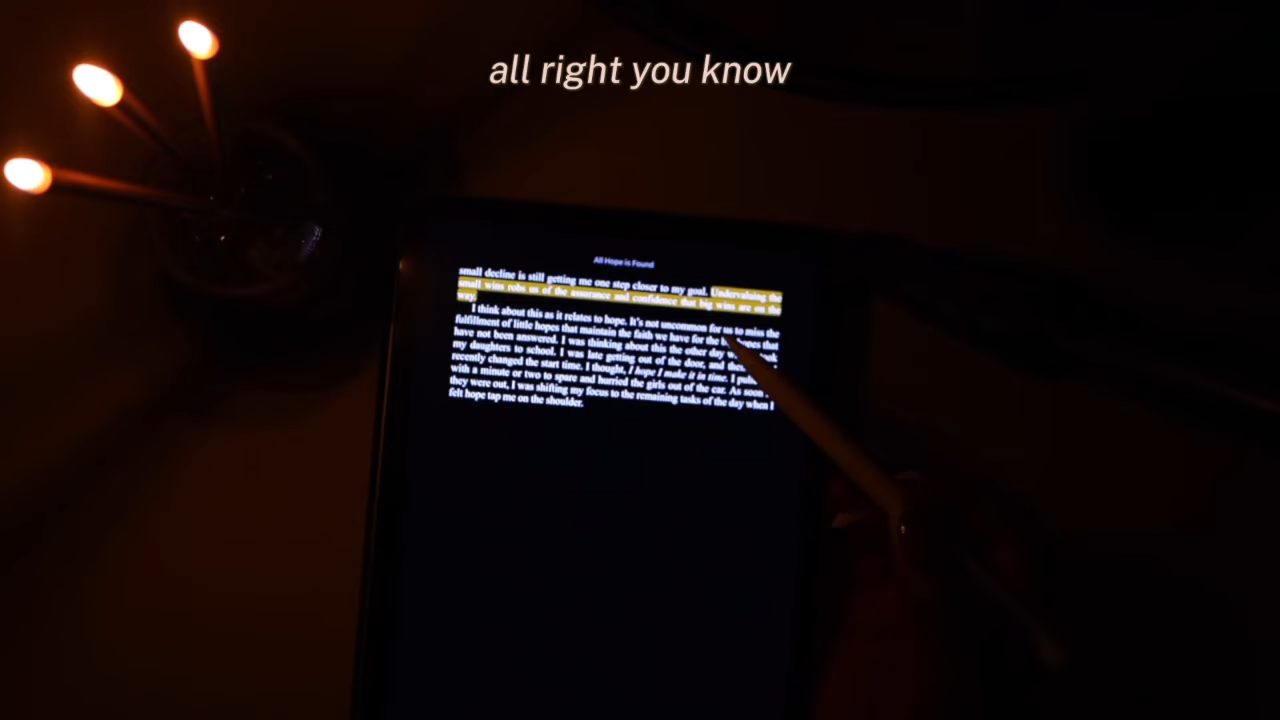 all right you know
All Hope is Found
small decline is still getting me one step closer to my goal. Undervaluing the
small wins robs us of the assurance and confidence that big wins are on the
way.
I think about this as it relates to hope. It's not uncommon for us to miss the
fulfillment of little hopes that maintain the faith we have for the hopes that
have not been answered. I was thinking about this the other day
my daughters to school. I was late getting out of the door, and
recently changed the start time. I thought, I hope I make it in time. I
with a minute or two to spare and hurried the girls out of the car. As soon
they were out, I was shifting my focus to the remaining tasks of the day when I
felt hope tap me on the shoulder.